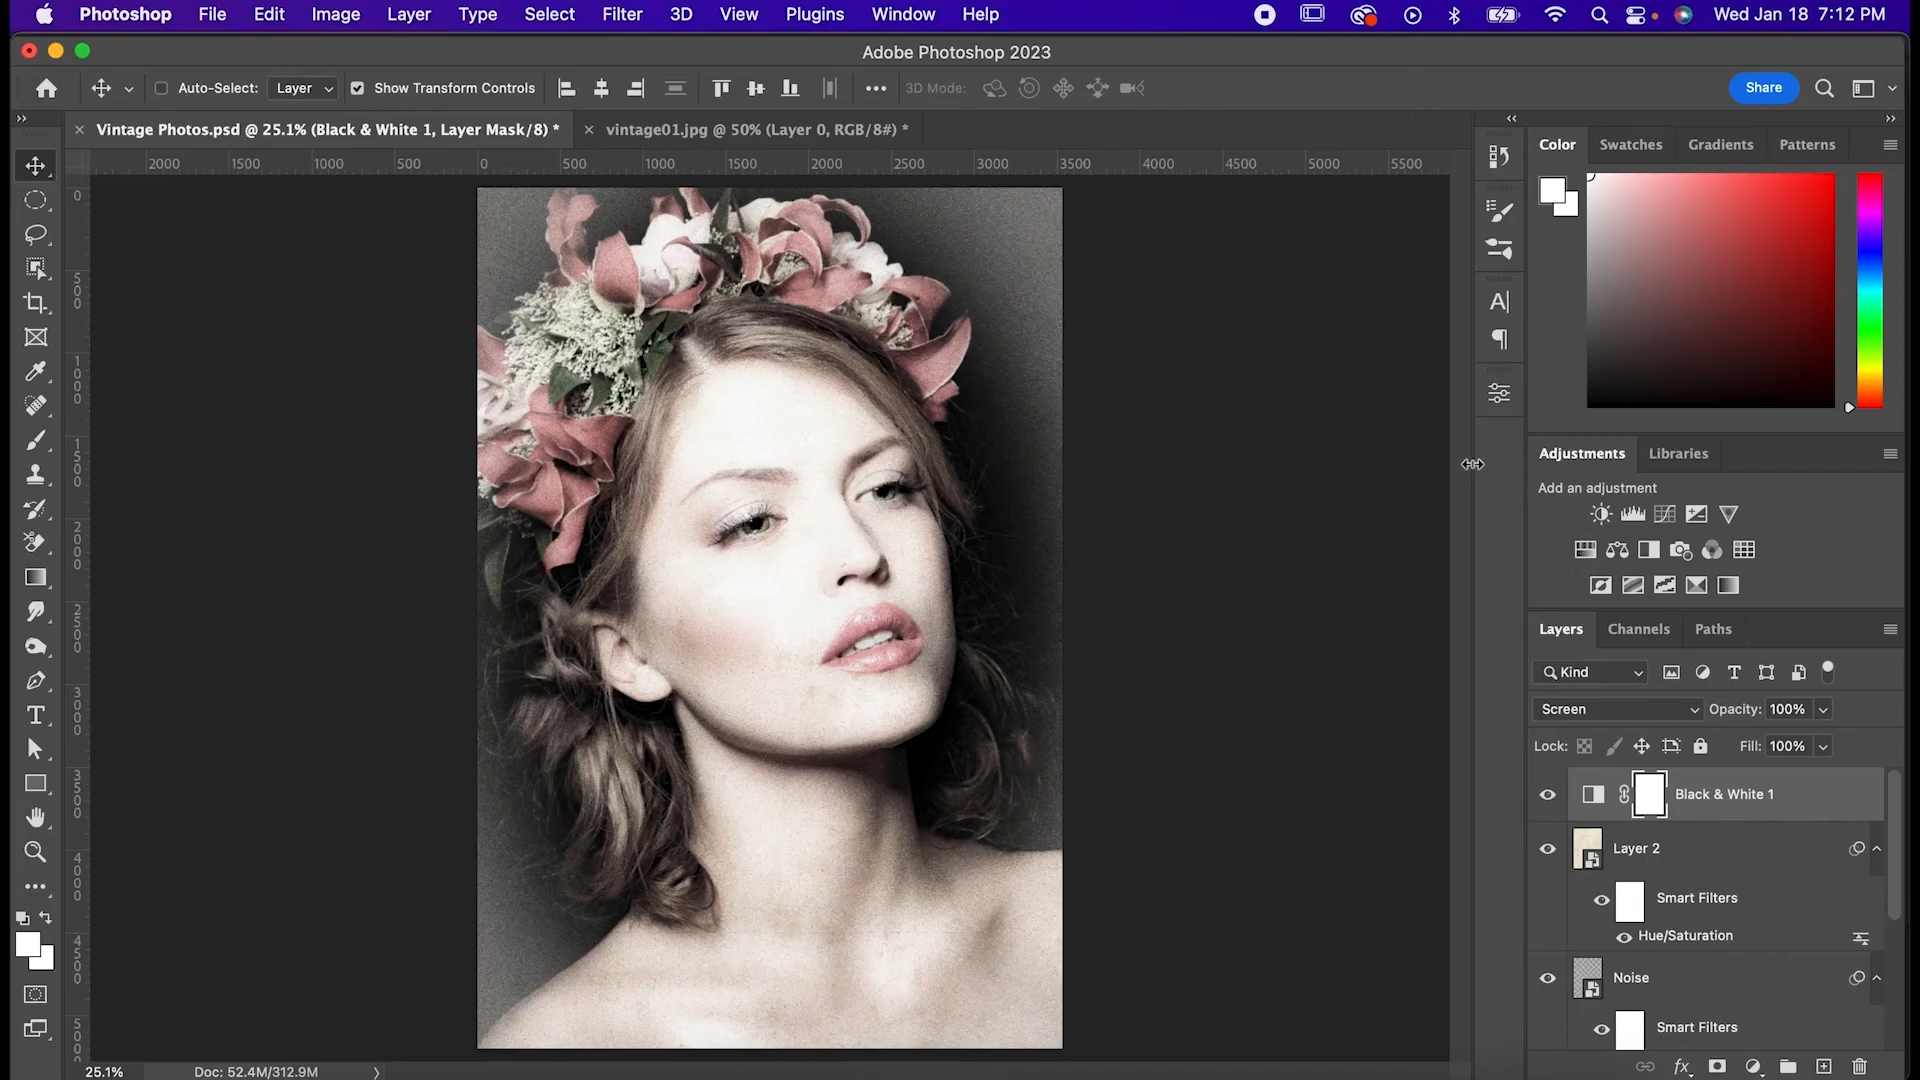 Photoshop File Edit Image Layer Type Select Filter 3D View Plugins Window Help Wed Jan 18 7:12 PM
Adobe Photoshop 2023
Auto-Select: Layer Show Transform Controls 3D Mode: Share
Vintage Photos.psd @ 25.1% (Black & White 1, Layer Mask/8) * vintage01.jpg @ 50% (Layer 0, RGB/8#) *
2000 1500 1000 500 0 500 1000 1500 2000 2500 3000 3500 4000 4500 5000 5500
0
500
1000
1500
2000
2500
3000
3500
4000
4500
Color Swatches Gradients Patterns
Adjustments Libraries
Add an adjustment
Layers Channels Paths
Kind
Screen Opacity: 100%
Lock: Fill: 100%
Black & White 1
Layer 2
Smart Filters
Hue/Saturation
Noise
Smart Filters
25.1% Doc: 52.4M/312.9M